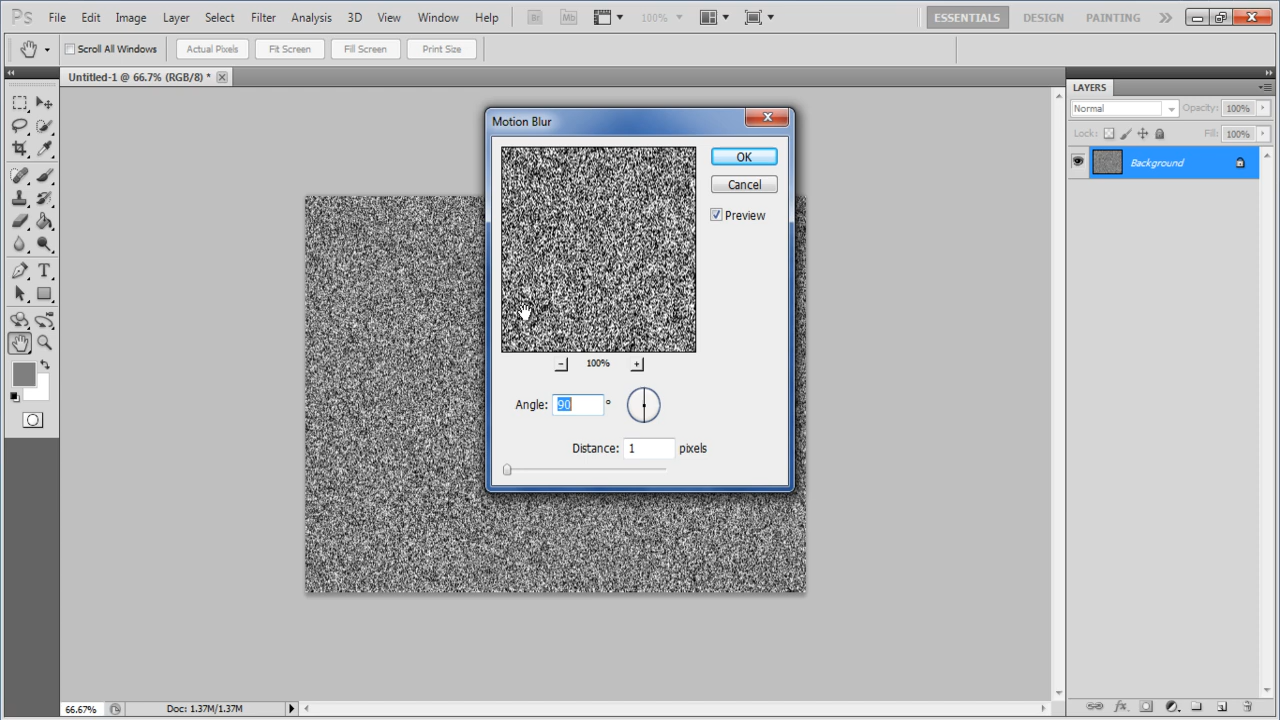 Ps File Edit Image Layer Select Filter Analysis 3D View Window Help Br Mb 100% ESSENTIALS DESIGN PAINTING
Scroll All Windows Actual Pixels Fit Screen Fill Screen Print Size
Untitled-1 @ 66.7% (RGB/8) *
LAYERS
Normal Opacity: 100%
Lock: Fill: 100%
Background
Motion Blur
OK
Cancel
Preview
100%
Angle: 90 °
Distance: 1 pixels
T
66.67% Doc: 1.37M/1.37M
fx